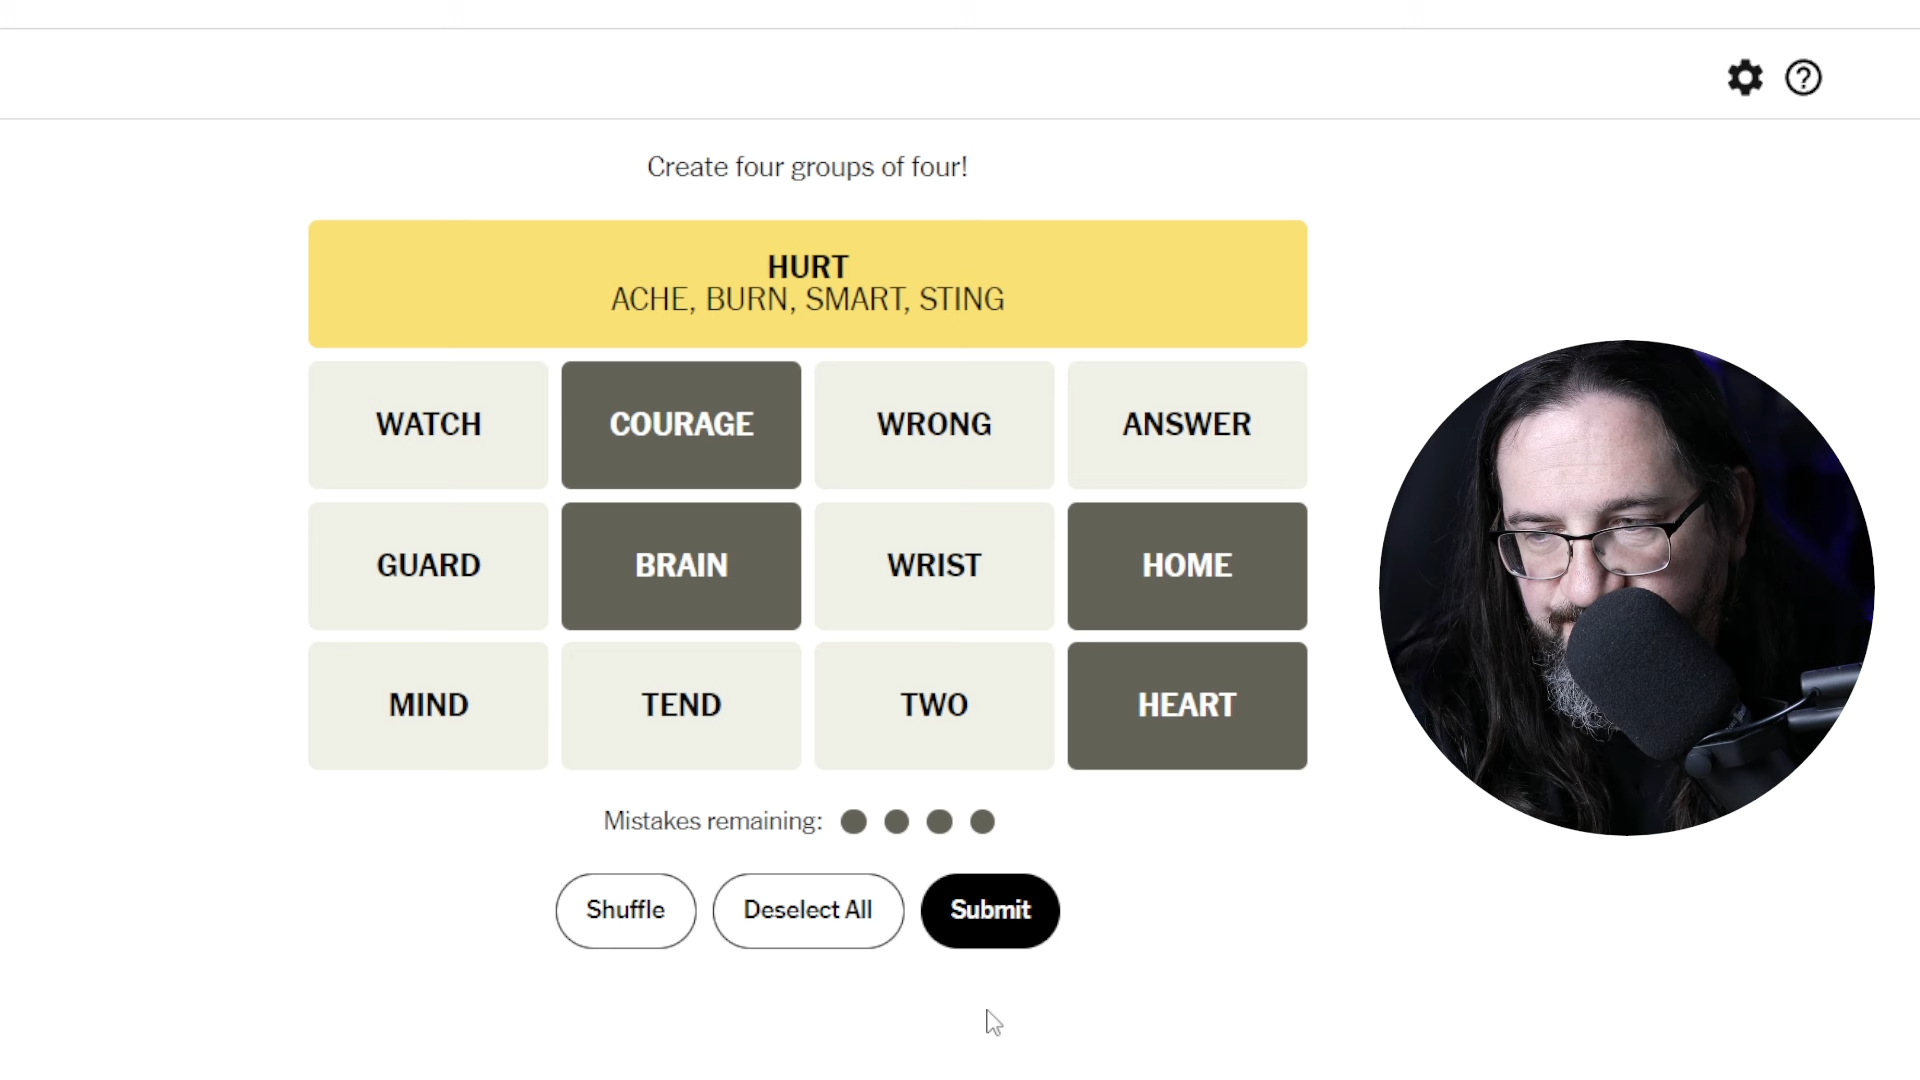 Create four groups of four!
HURT
ACHE, BURN, SMART, STING
WATCH COURAGE WRONG ANSWER
GUARD BRAIN WRIST HOME
MIND TEND TWO HEART
Mistakes remaining:
Shuffle Deselect All Submit